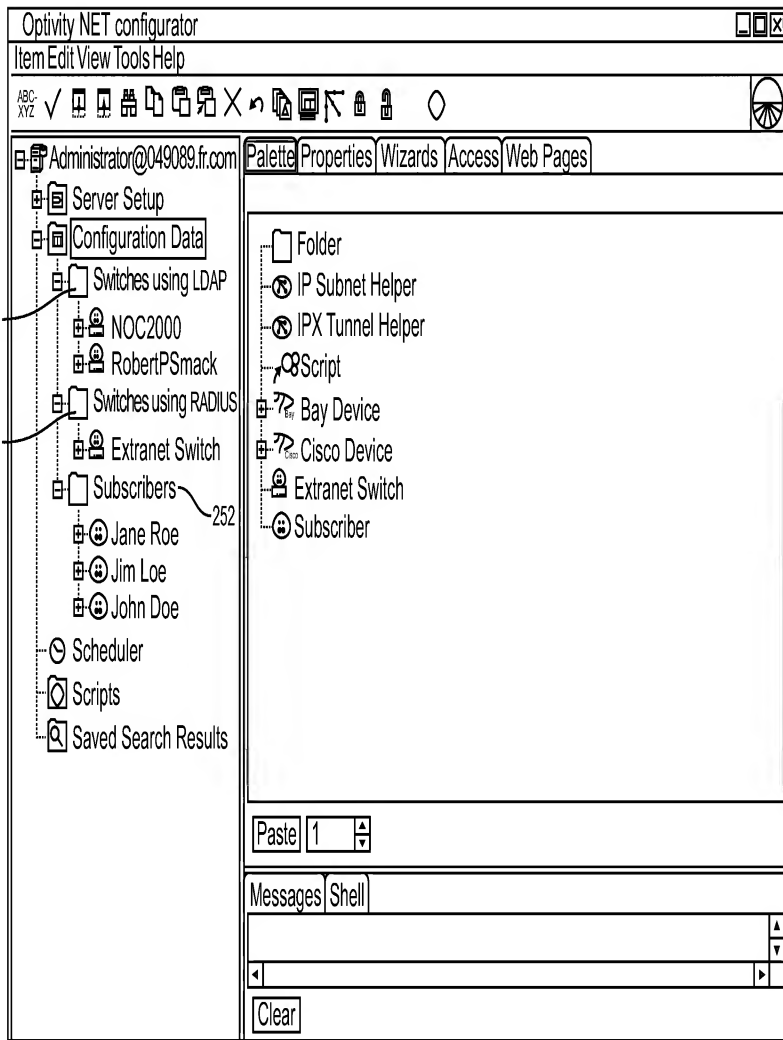 Optivity NET configurator
Item Edit View Tools Help
ABC-
XYZ
Administrator@049089.fr.com
Server Setup
Configuration Data
Switches using LDAP
NOC2000
RobertPSmack
Switches using RADIUS
Extranet Switch
Subscribers
252
Jane Roe
Jim Loe
John Doe
Scheduler
Scripts
Saved Search Results
Palette Properties Wizards Access Web Pages
Folder
IP Subnet Helper
IPX Tunnel Helper
Script
Bay Bay Device
Cisco Cisco Device
Extranet Switch
Subscriber
Paste 1
Messages Shell
Clear